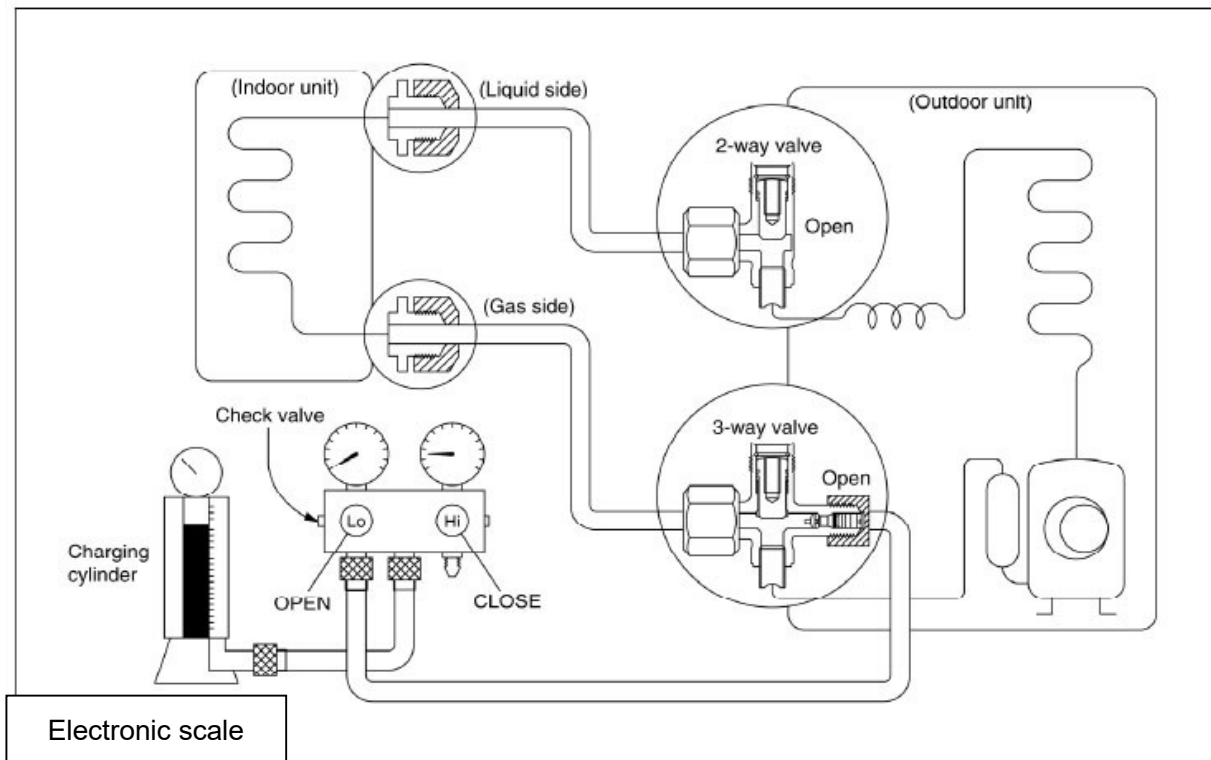 (Indoor unit)
(Liquid side)
(Outdoor unit)
2-way valve
Open
(Gas side)
Check valve
3-way valve
Open
Lo
Hi
Charging
cylinder
OPEN
CLOSE
Electronic scale